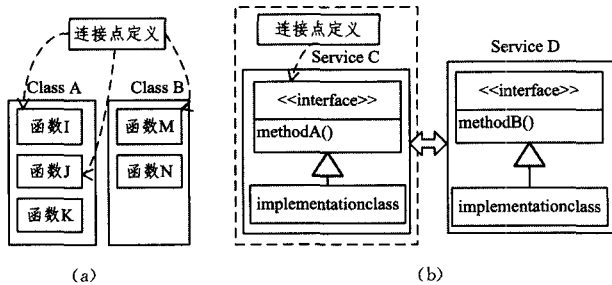 连接点定义
Class A
Class B
函数I
函数J
函数K
函数M
函数N
(a)
连接点定义
Service C
<<interface>>
methodA()
implementationclass
Service D
<<interface>>
methodB()
implementationclass
(b)